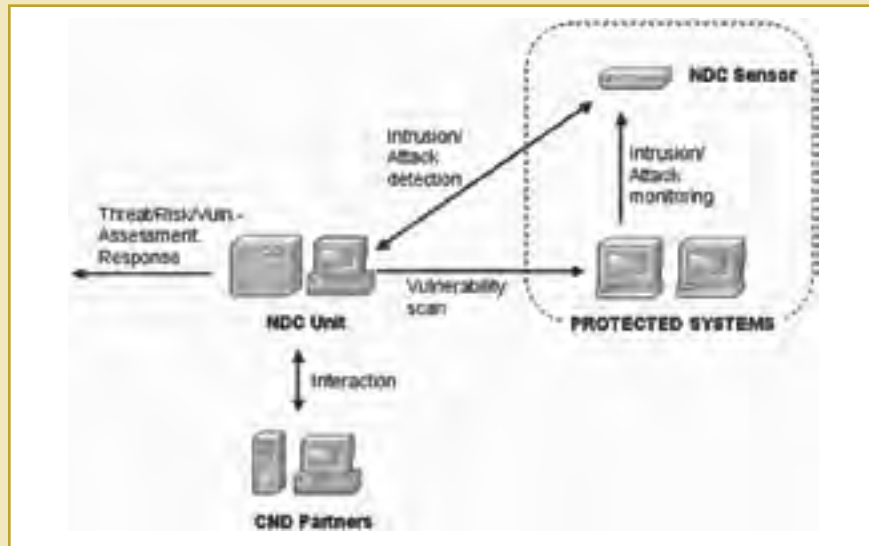 NDC Sensor
Intrusion/
Attack
detection
Intrusion/
Attack
monitoring
Threat/Risk/Vuln.-
Assessment.
Response
Vulnerability
scan
NDC Unit
PROTECTED SYSTEMS
Interaction
CND Partners